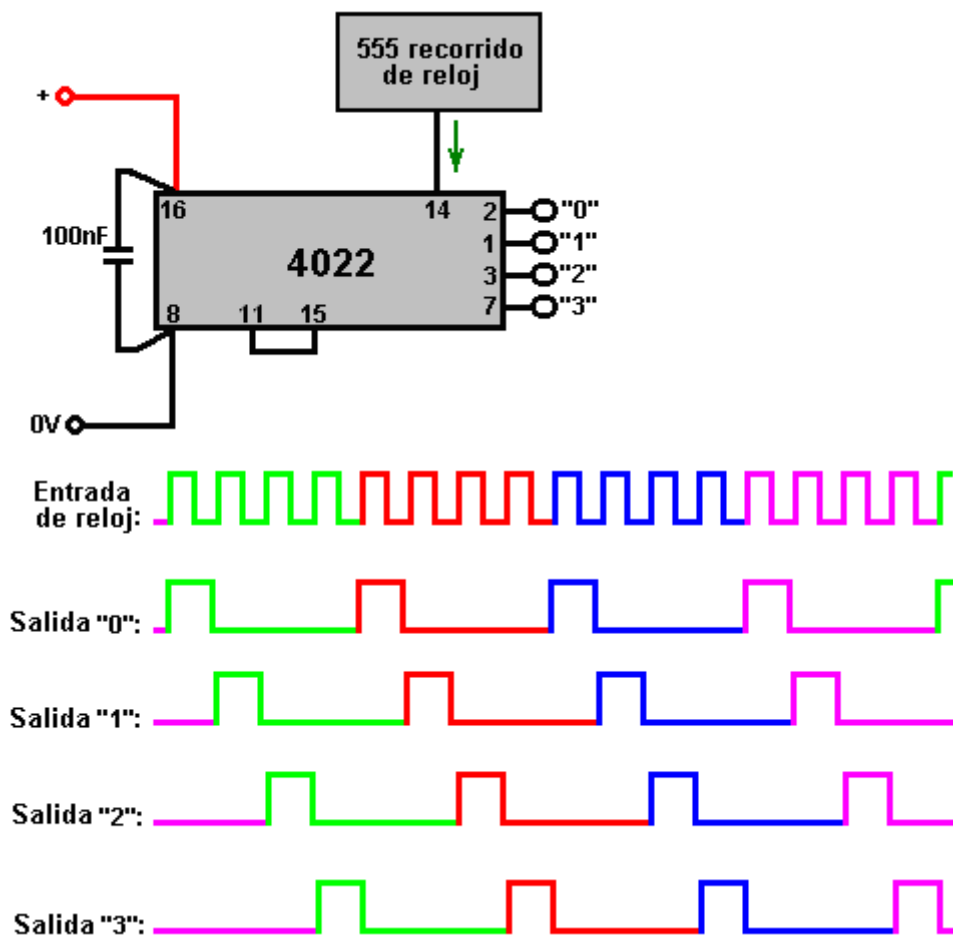 555 recorrido
de reloj
+
16
14
2
"0"
1
"1"
100nF
4022
3
"2"
7
"3"
8
11
15
0V
Entrada
de reloj:
Salida "0":
Salida "1":
Salida "2":
Salida "3":